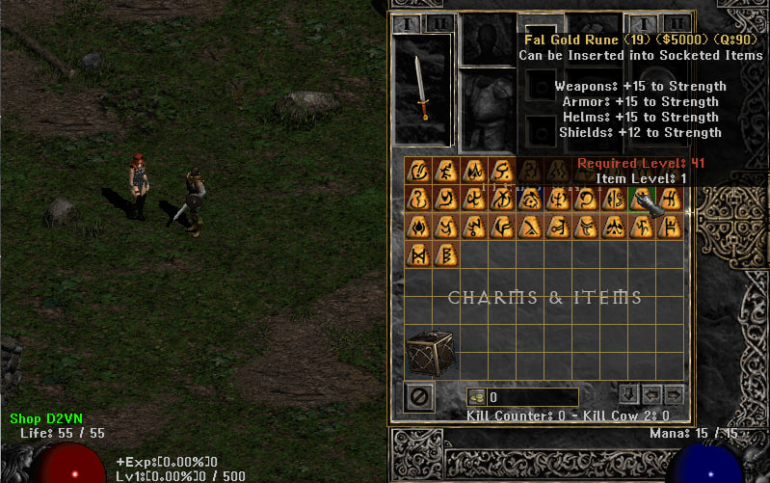 I II I II
Fal Gold Rune (19) ($5000) (Q:90)
Can be Inserted into Socketed Items
Weapons: +15 to Strength
Armor: +15 to Strength
Helms: +15 to Strength
Shields: +12 to Strength
Required Level: 41
Item Level: 1
CHARMS & ITEMS
0
Kill Counter: 0 - Kill Cow 2: 0
Shop D2VN
Life: 55 / 55
Mana: 15 / 15
+Exp:[0.00%]0
Lv1:[0.00%]0 / 500